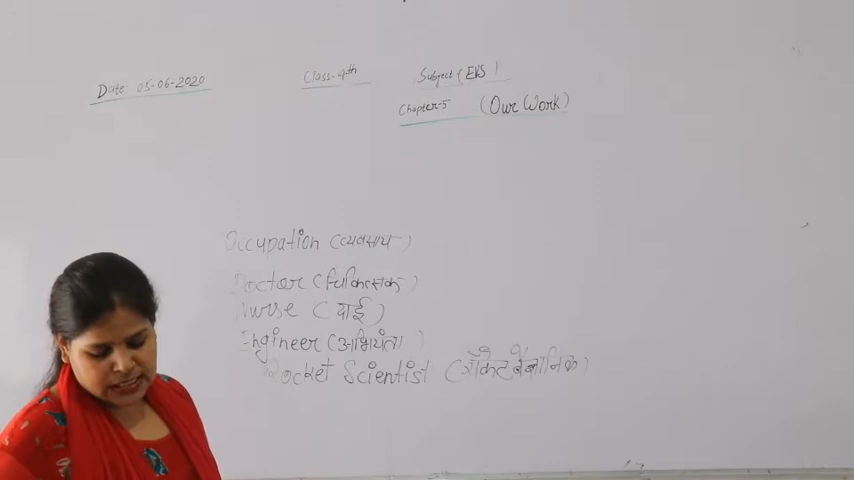 Date: 05-06-2020
Class-4th
Subject: EVS
Chapter-5 (Our Work)
Occupation (व्यवसाय)
Doctor (चिकित्सक)
Nurse (दाई)
Engineer (अभियंता)
Rocket Scientist (रॉकेट वैज्ञानिक)